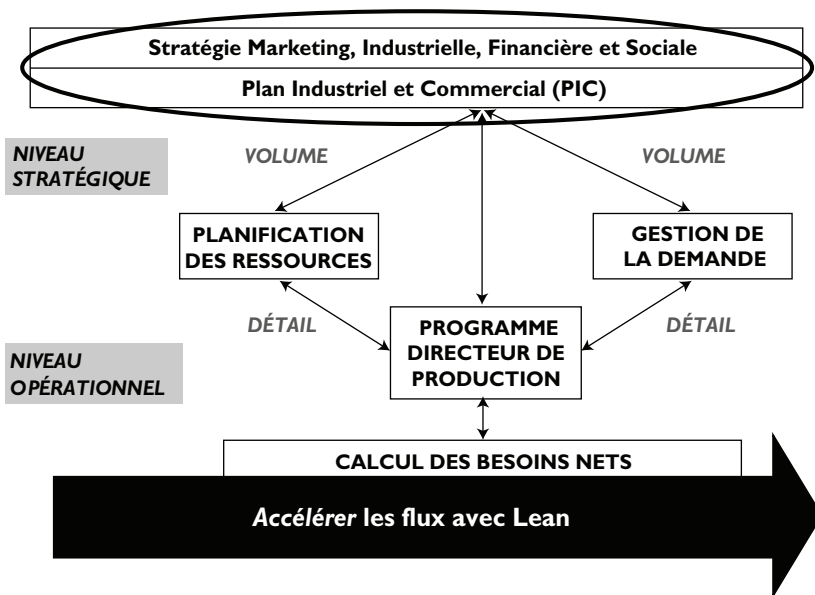 Stratégie Marketing, Industrielle, Financière et Sociale
Plan Industriel et Commercial (PIC)
NIVEAU
STRATÉGIQUE
VOLUME
VOLUME
PLANIFICATION
DES RESSOURCES
GESTION DE
LA DEMANDE
DÉTAIL
DÉTAIL
PROGRAMME
DIRECTEUR DE
PRODUCTION
NIVEAU
OPÉRATIONNEL
CALCUL DES BESOINS NETS
Accélérer les flux avec Lean